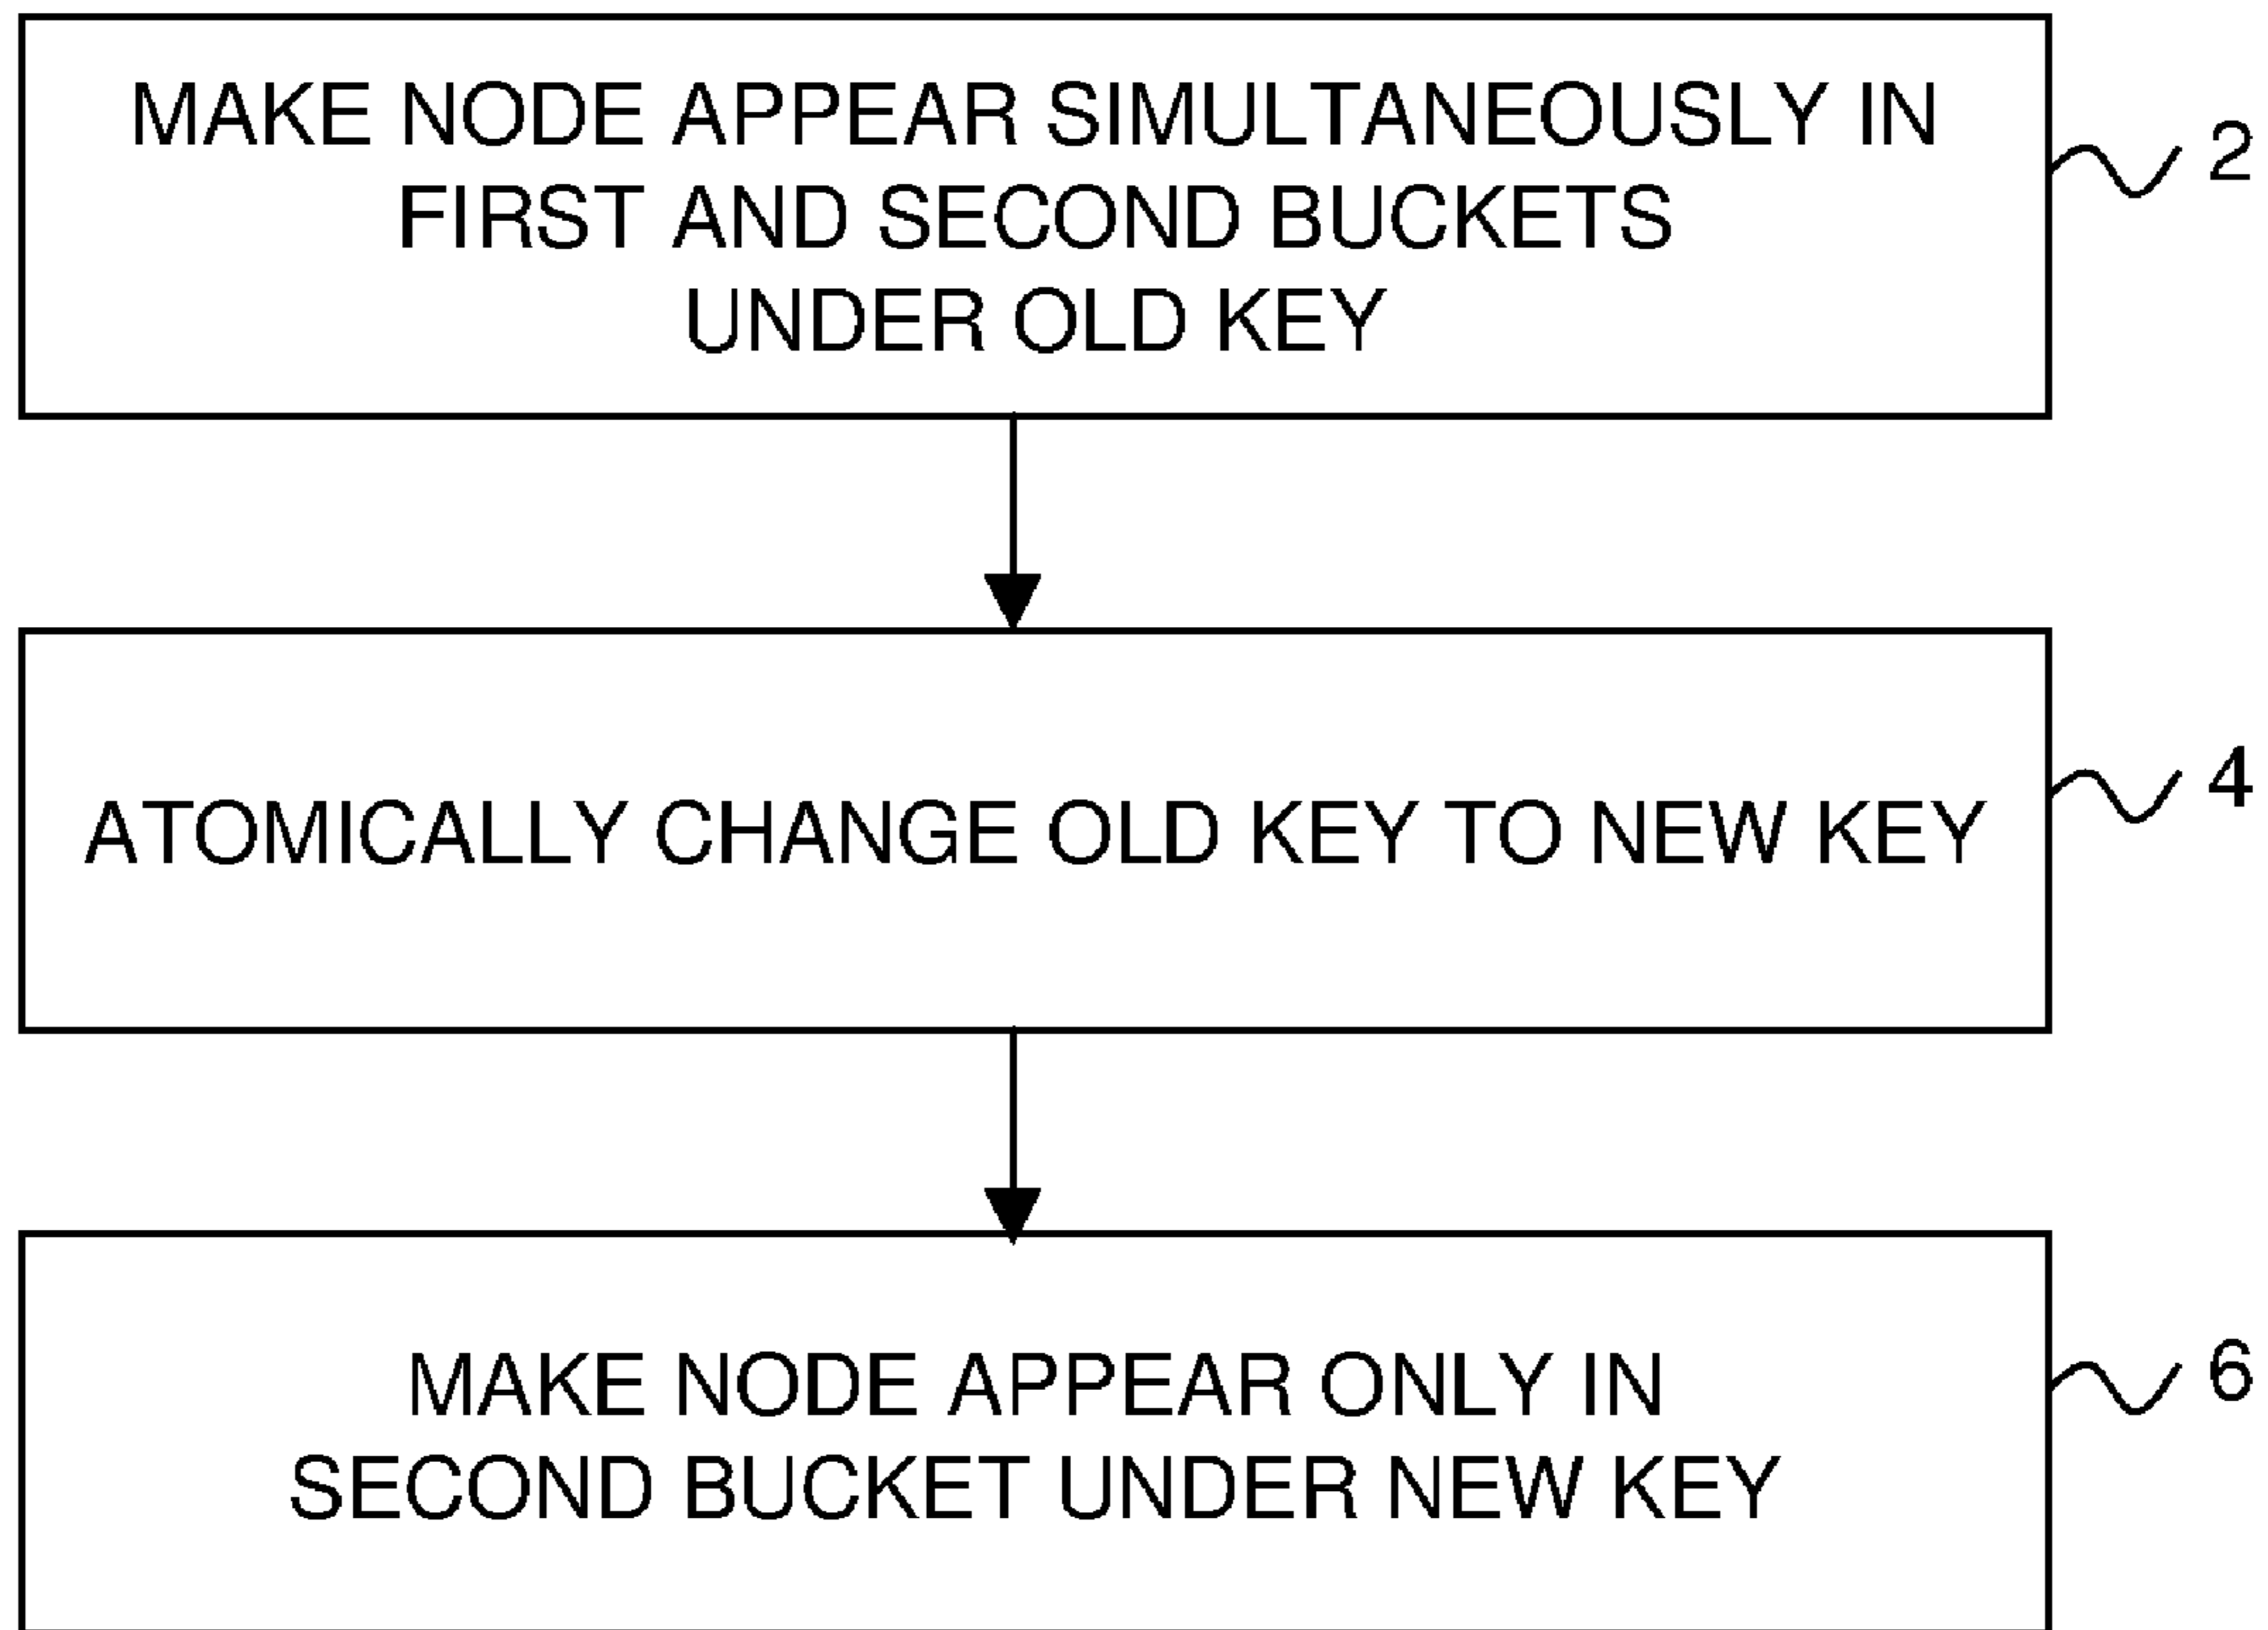 MAKE NODE APPEAR SIMULTANEOUSLY IN
FIRST AND SECOND BUCKETS
UNDER OLD KEY
2
ATOMICALLY CHANGE OLD KEY TO NEW KEY
4
MAKE NODE APPEAR ONLY IN
SECOND BUCKET UNDER NEW KEY
6